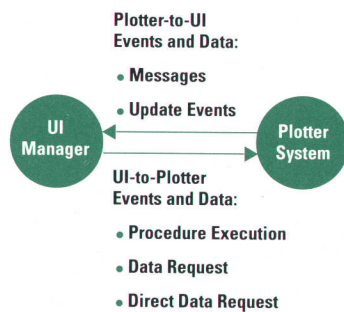 Plotter-to-UI
Events and Data:
• Messages
• Update Events
UI
Manager
Plotter
System
UI-to-Plotter
Events and Data:
• Procedure Execution
• Data Request
• Direct Data Request